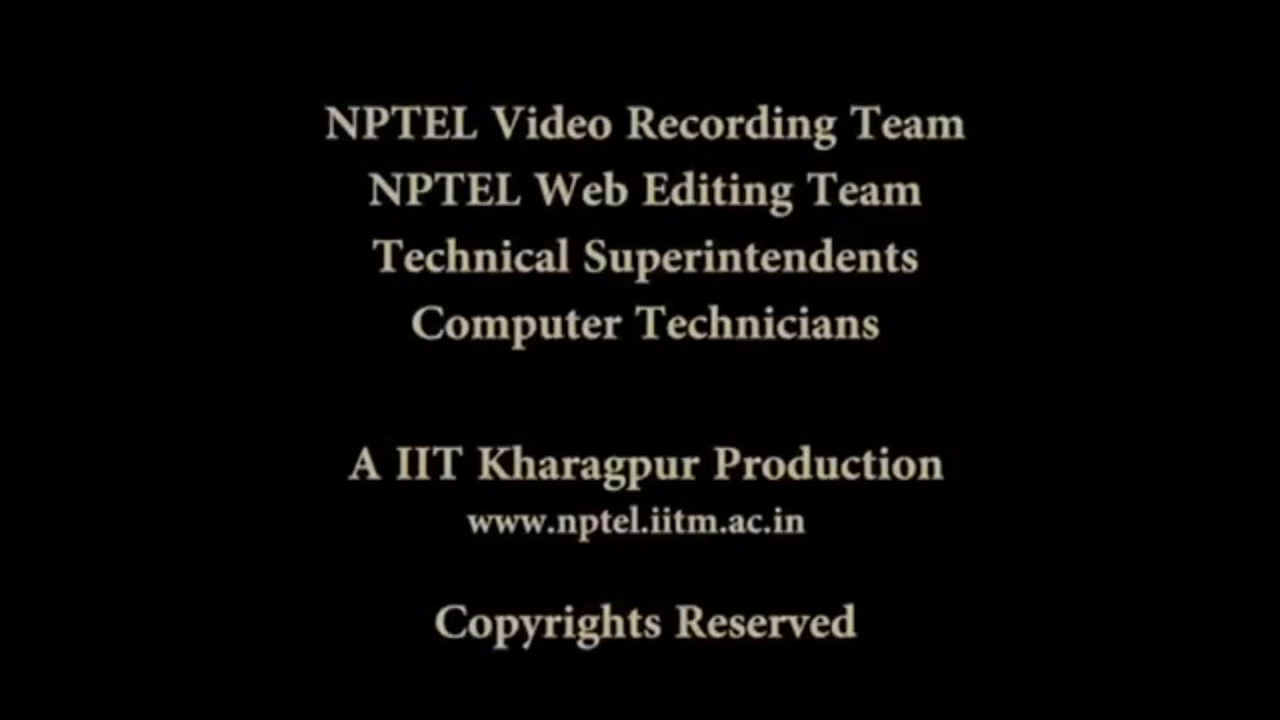 NPTEL Video Recording Team
NPTEL Web Editing Team
Technical Superintendents
Computer Technicians
A IIT Kharagpur Production
www.nptel.iitm.ac.in
Copyrights Reserved